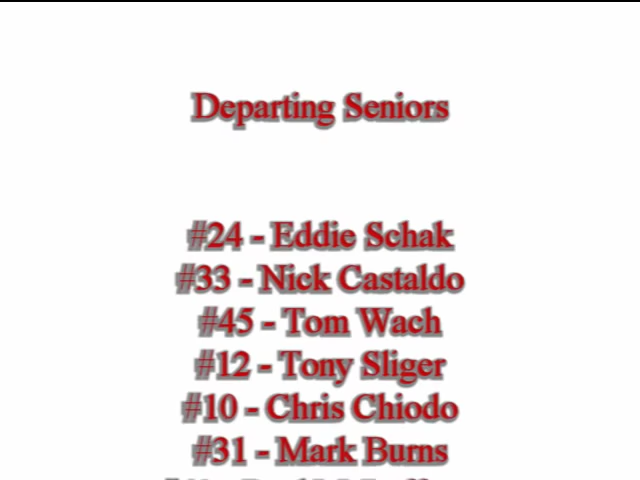 Departing Seniors
#24 - Eddie Schak
#33 - Nick Castaldo
#45 - Tom Wach
#12 - Tony Sliger
#10 - Chris Chiodo
#31 - Mark Burns